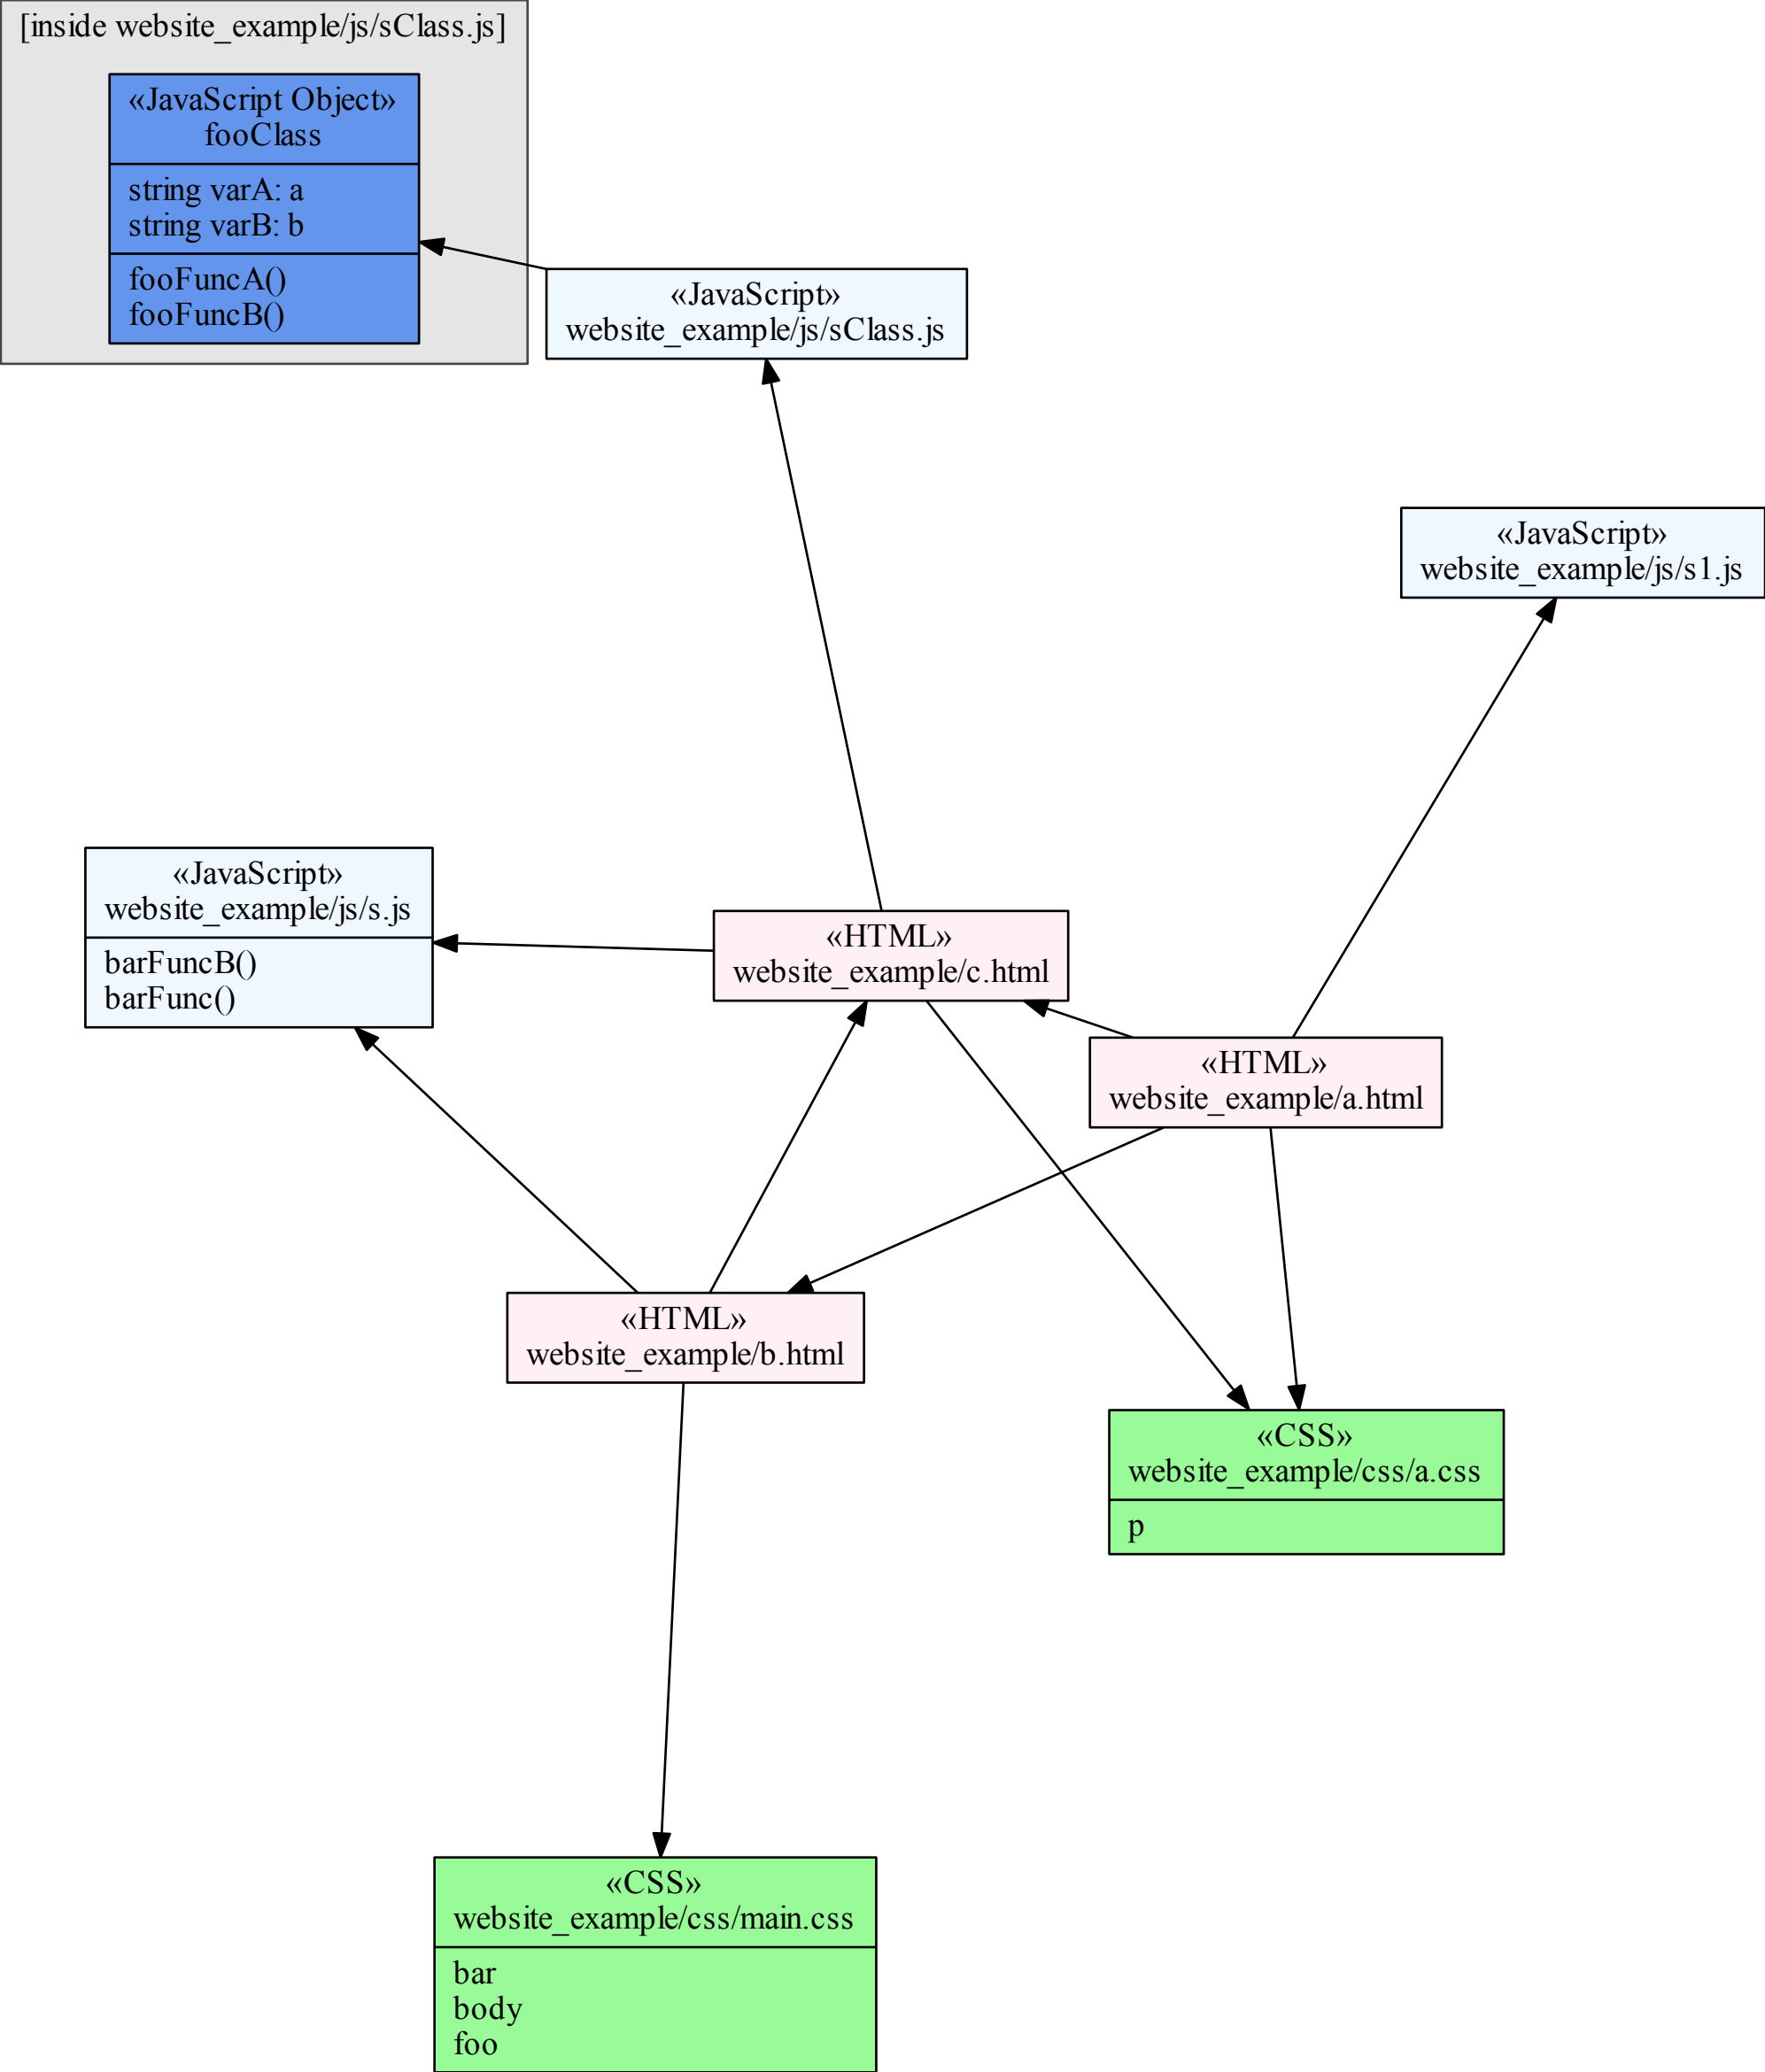 [inside website_example/js/sClass.js]
«JavaScript Object»
fooClass
string varA: a
string varB: b
fooFuncA()
fooFuncB()
«JavaScript»
website_example/js/sClass.js
«JavaScript»
website_example/js/s1.js
«JavaScript»
website_example/js/s.js
barFuncB()
barFunc()
«HTML»
website_example/c.html
«HTML»
website_example/a.html
«HTML»
website_example/b.html
«CSS»
website_example/css/a.css
p
«CSS»
website_example/css/main.css
bar
body
foo